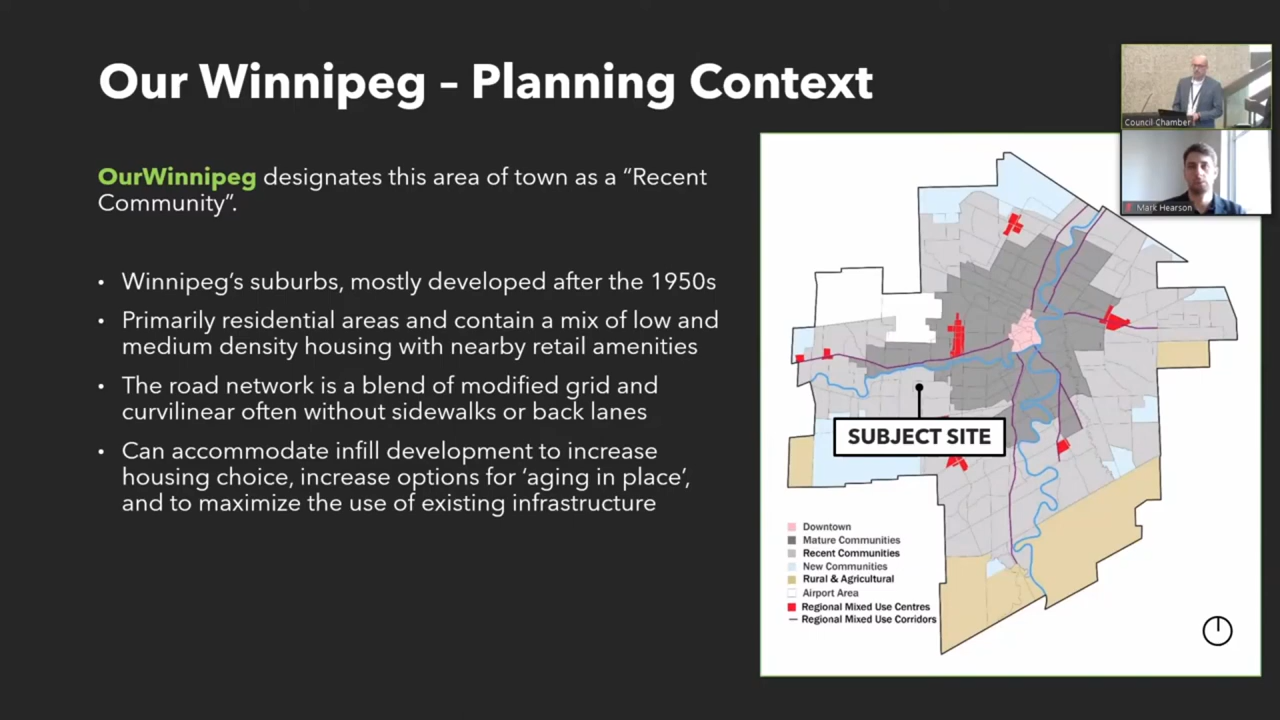 Our Winnipeg – Planning Context
OurWinnipeg designates this area of town as a “Recent
Community”.
• Winnipeg’s suburbs, mostly developed after the 1950s
• Primarily residential areas and contain a mix of low and
medium density housing with nearby retail amenities
• The road network is a blend of modified grid and
curvilinear often without sidewalks or back lanes
• Can accommodate infill development to increase
housing choice, increase options for ‘aging in place’,
and to maximize the use of existing infrastructure
Council Chamber
Mark Hearson
SUBJECT SITE
Downtown
Mature Communities
Recent Communities
New Communities
Rural & Agricultural
Airport Area
Regional Mixed Use Centres
Regional Mixed Use Corridors